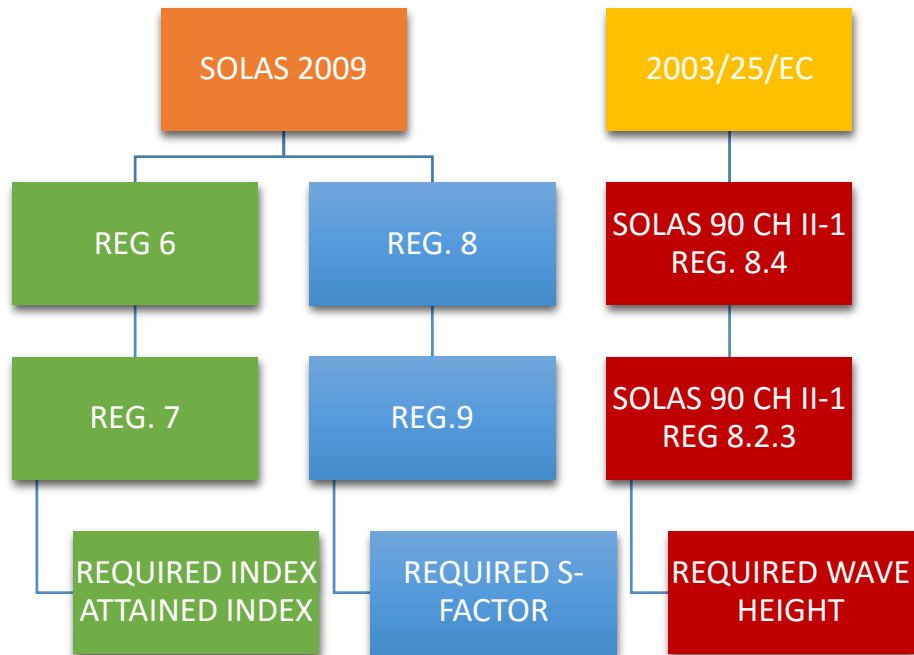 SOLAS 2009
2003/25/EC
REG 6
REG. 8
SOLAS 90 CH II-1
REG. 8.4
REG. 7
REG.9
SOLAS 90 CH II-1
REG 8.2.3
REQUIRED INDEX
ATTAINED INDEX
REQUIRED S-
FACTOR
REQUIRED WAVE
HEIGHT